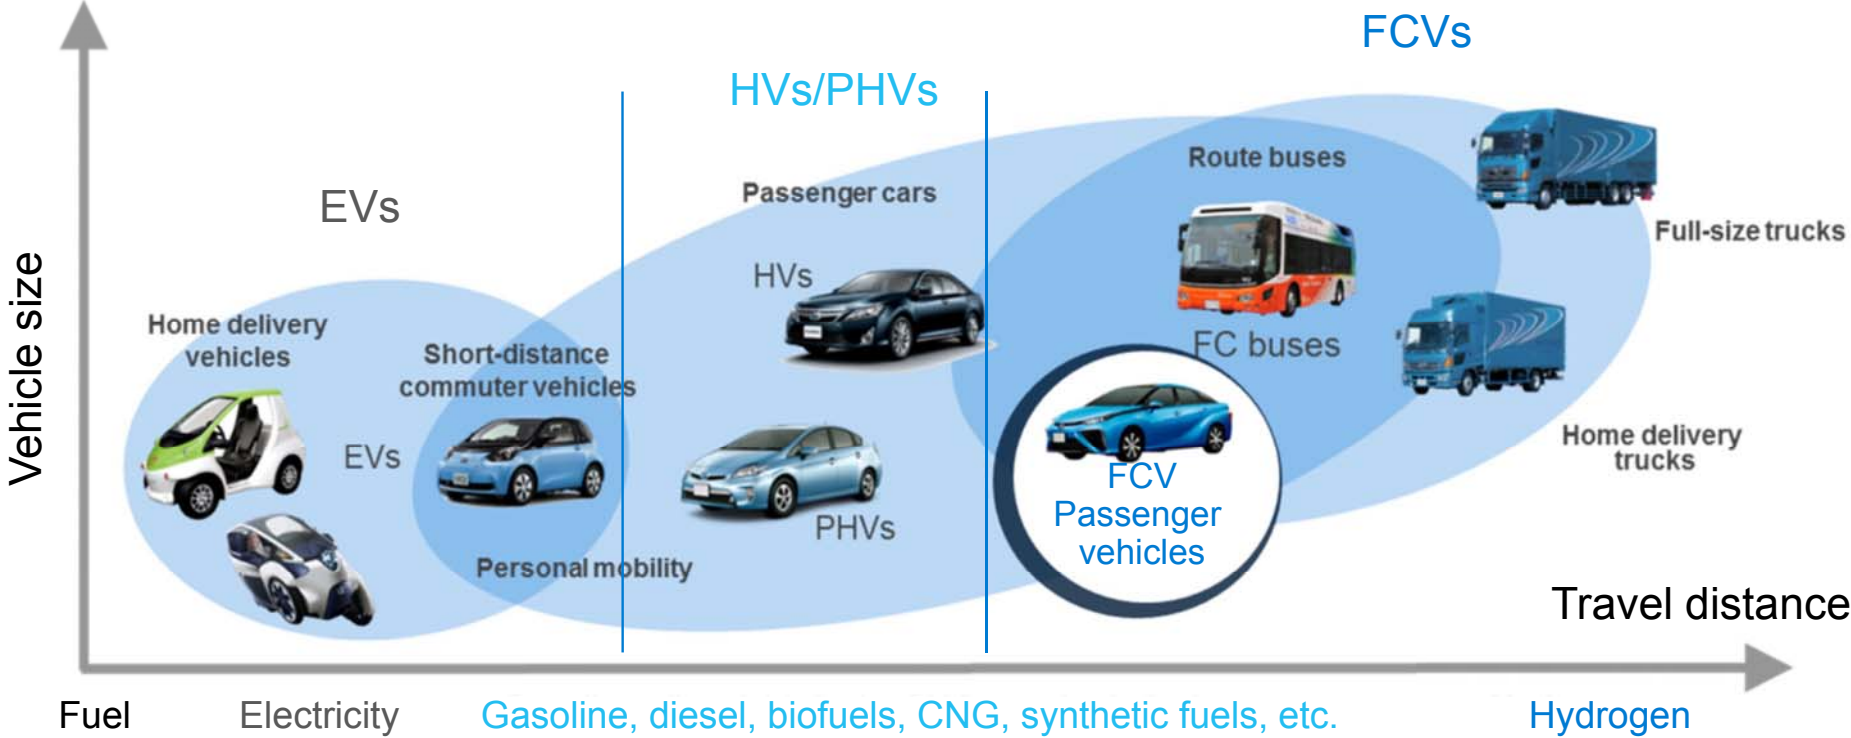 FCVs
HVs/PHVs
EVs
Passenger cars
Route buses
HVs
FC buses
Full-size trucks
Home delivery
vehicles
Short-distance
commuter vehicles
EVs
PHVs
Personal mobility
FCV
Passenger
vehicles
Home delivery
trucks
Vehicle size
Travel distance
Fuel
Electricity
Gasoline, diesel, biofuels, CNG, synthetic fuels, etc.
Hydrogen